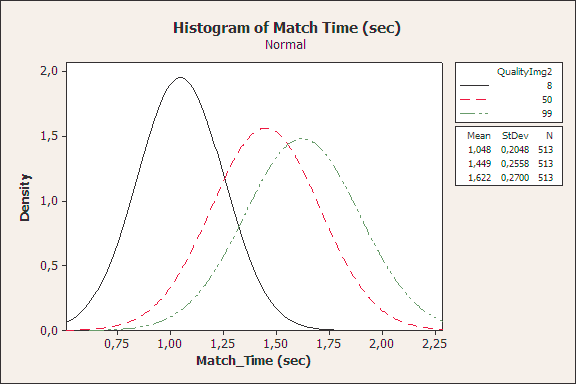 Histogram of Match Time (sec)
Normal
QualityImg2
8
50
99
Mean StDev N
1,048 0,2048 513
1,449 0,2558 513
1,622 0,2700 513
2,0
1,5
1,0
0,5
0,0
Density
0,75 1,00 1,25 1,50 1,75 2,00 2,25
Match_Time (sec)